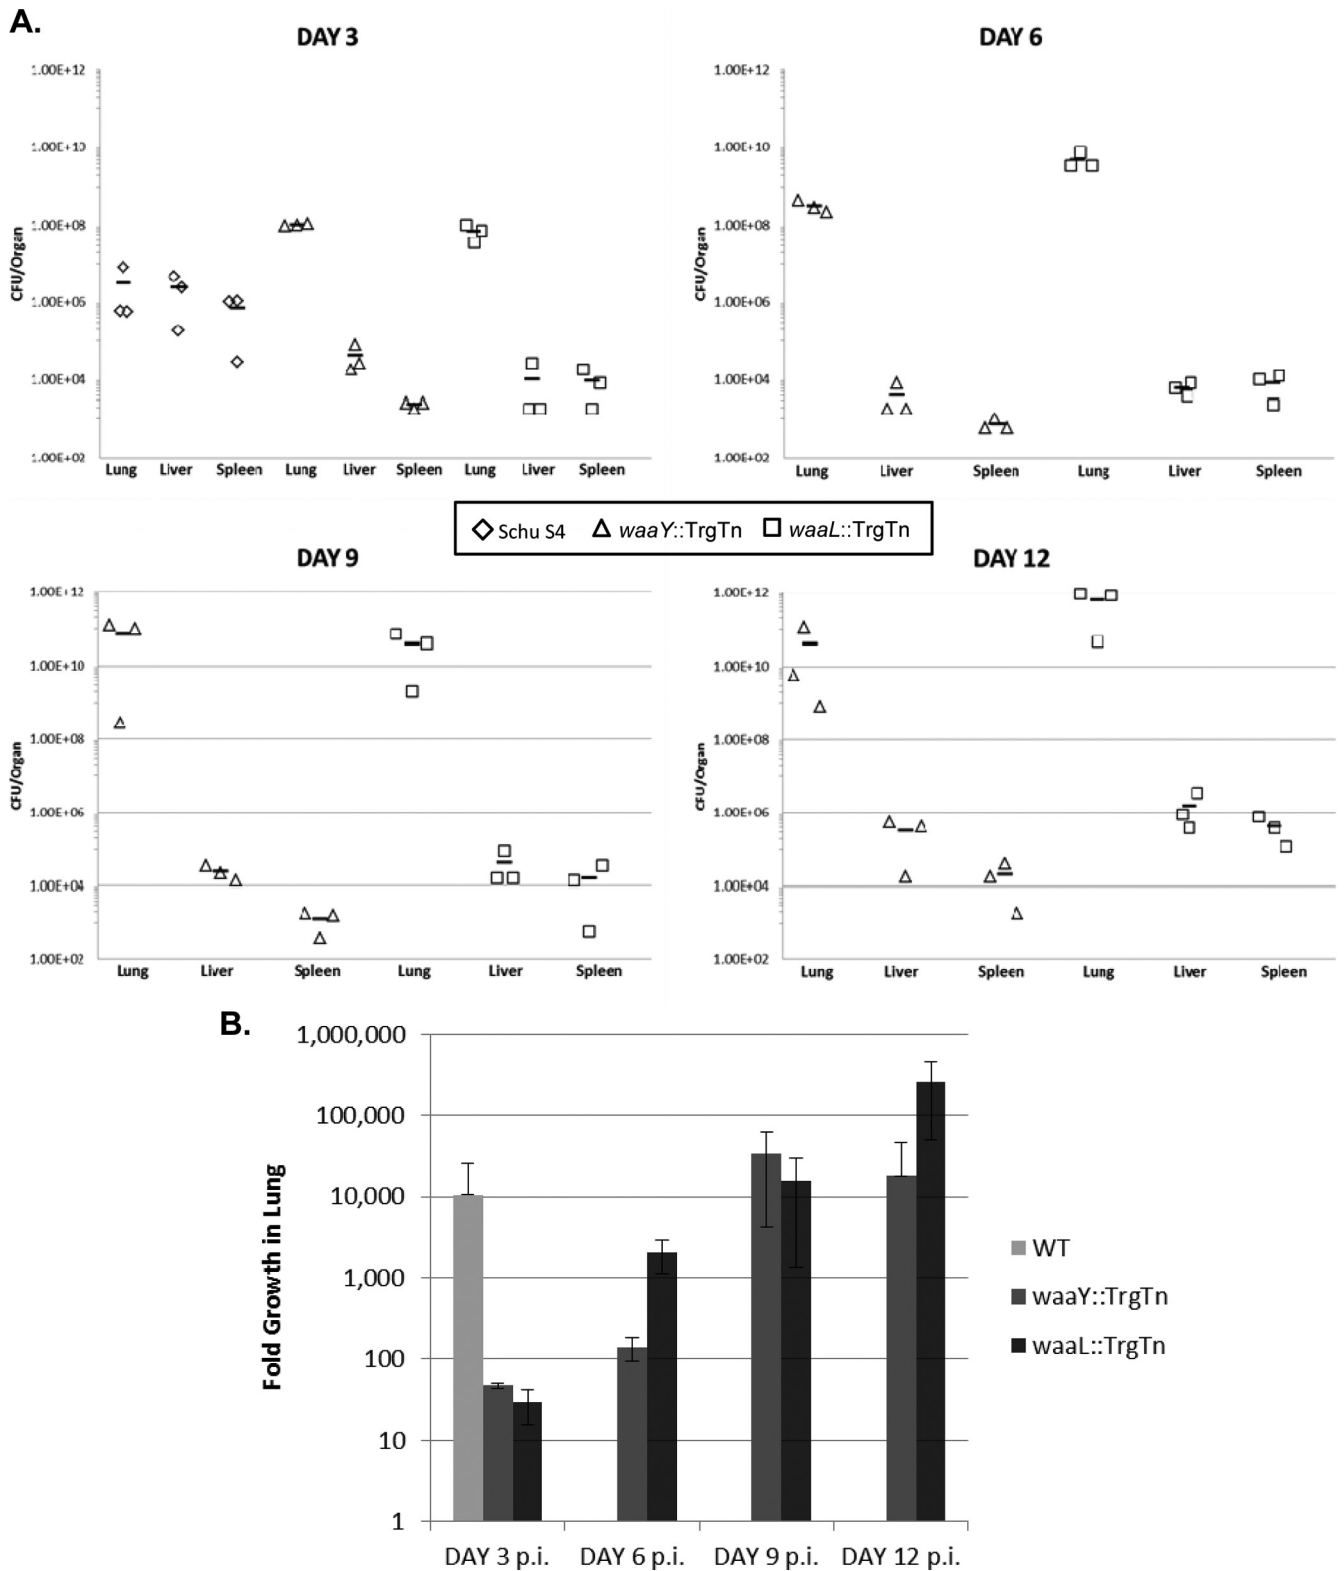 A.
DAY 3
DAY 6
1.00E+12
1.00E+10
1.00E+08
1.00E+06
1.00E+04
1.00E+02
CFU/Organ
Lung Liver Spleen Lung Liver Spleen Lung Liver Spleen
1.00E+12
1.00E+10
1.00E+08
1.00E+06
1.00E+04
1.00E+02
CFU/Organ
Lung Liver Spleen Lung Liver Spleen
Schu S4 waaY::TrgTn waaL::TrgTn
DAY 9
DAY 12
1.00E+12
1.00E+10
1.00E+08
1.00E+06
1.00E+04
1.00E+02
CFU/Organ
Lung Liver Spleen Lung Liver Spleen
1.00E+12
1.00E+10
1.00E+08
1.00E+06
1.00E+04
1.00E+02
CFU/Organ
Lung Liver Spleen Lung Liver Spleen
B.
1,000,000
100,000
10,000
1,000
100
10
1
Fold Growth in Lung
DAY 3 p.i. DAY 6 p.i. DAY 9 p.i. DAY 12 p.i.
WT
waaY::TrgTn
waaL::TrgTn